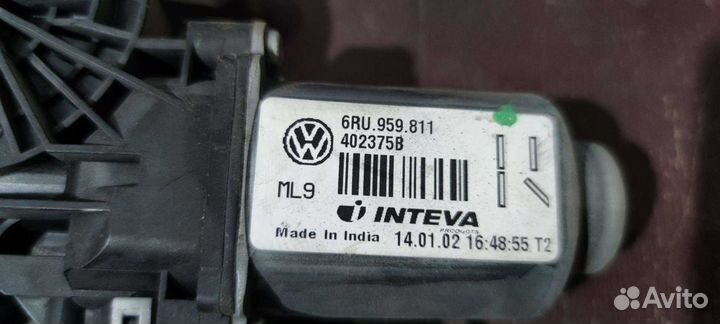 6RU.959.811
402375B
ML9
INTEVA
PRODUCTS
Made In India 14.01.02 16:48:55 T2
Avito